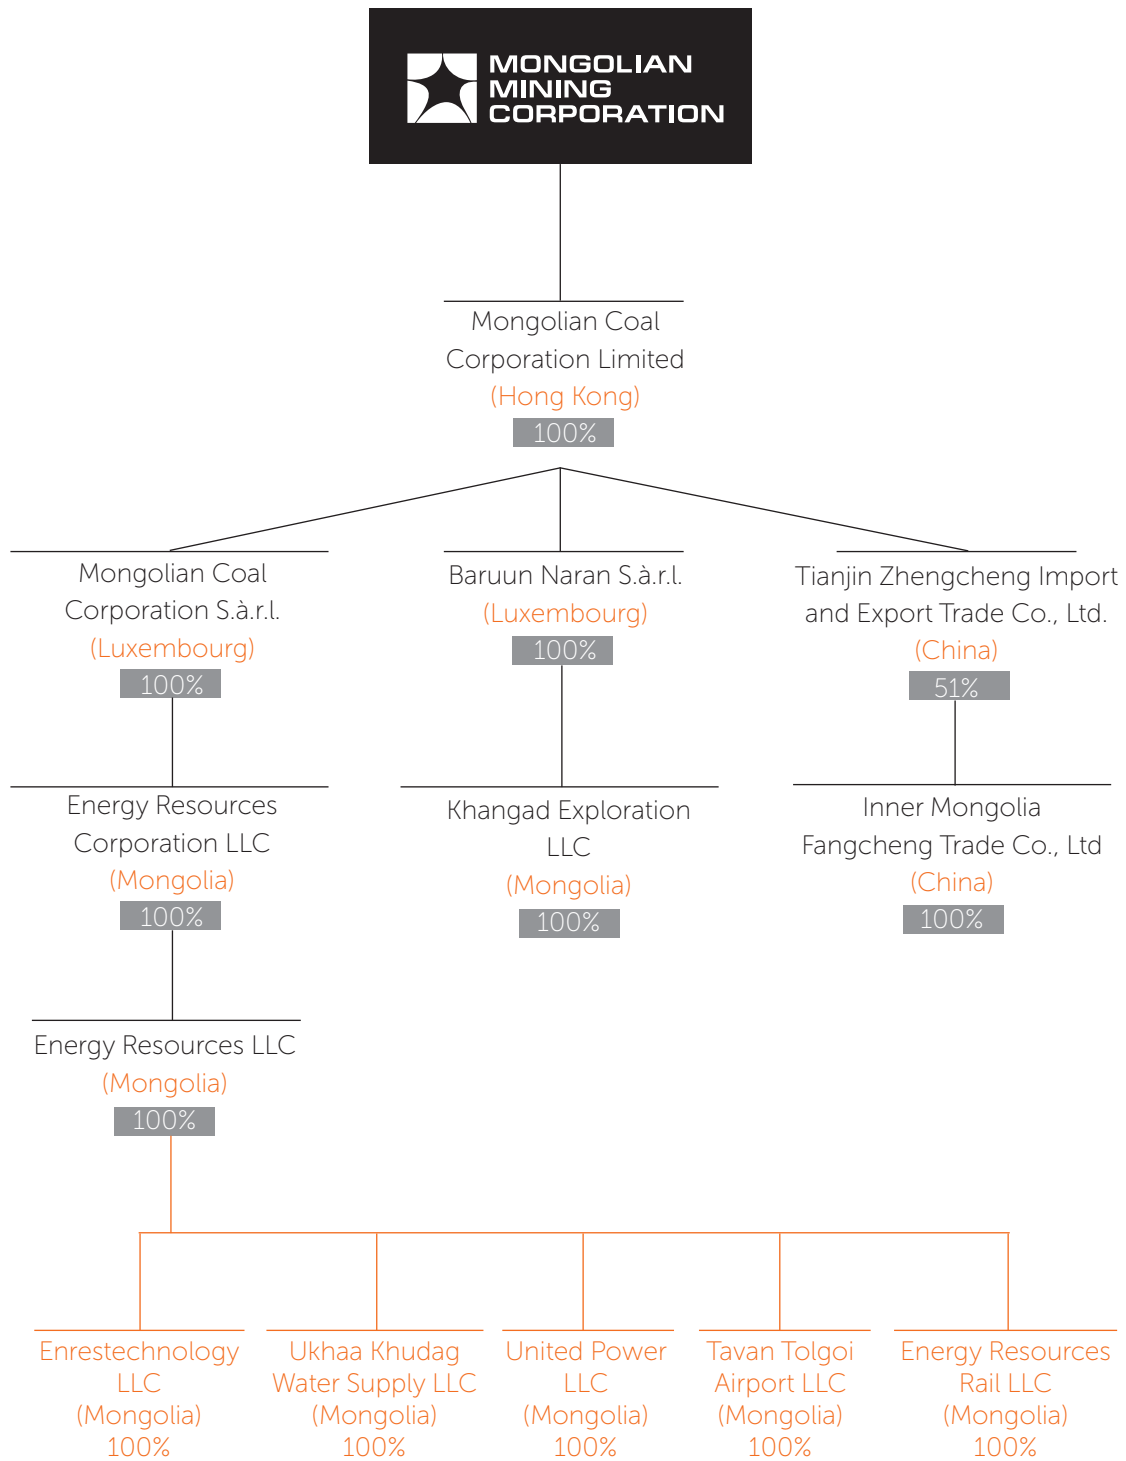 MONGOLIAN
MINING
CORPORATION
Mongolian Coal
Corporation Limited
(Hong Kong)
100%
Mongolian Coal
Corporation S.à.r.l.
(Luxembourg)
100%
Baruun Naran S.à.r.l.
(Luxembourg)
100%
Tianjin Zhengcheng Import
and Export Trade Co., Ltd.
(China)
51%
Energy Resources
Corporation LLC
(Mongolia)
100%
Khangad Exploration
LLC
(Mongolia)
100%
Inner Mongolia
Fangcheng Trade Co., Ltd
(China)
100%
Energy Resources LLC
(Mongolia)
100%
Enrestechnology
LLC
(Mongolia)
100%
Ukhaa Khudag
Water Supply LLC
(Mongolia)
100%
United Power
LLC
(Mongolia)
100%
Tavan Tolgoi
Airport LLC
(Mongolia)
100%
Energy Resources
Rail LLC
(Mongolia)
100%